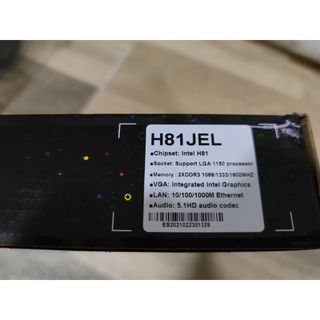 H81JEL
■Chipset: Intel H81
■Socket: Support LGA 1150 processor
■Memory : 2XDDR3 1066/1333/1600MHZ
■VGA: Integrated Intel Graphics
■LAN: 10/100/1000M Ethernet
■Audio: 5.1HD audio codec
ES2021022301328